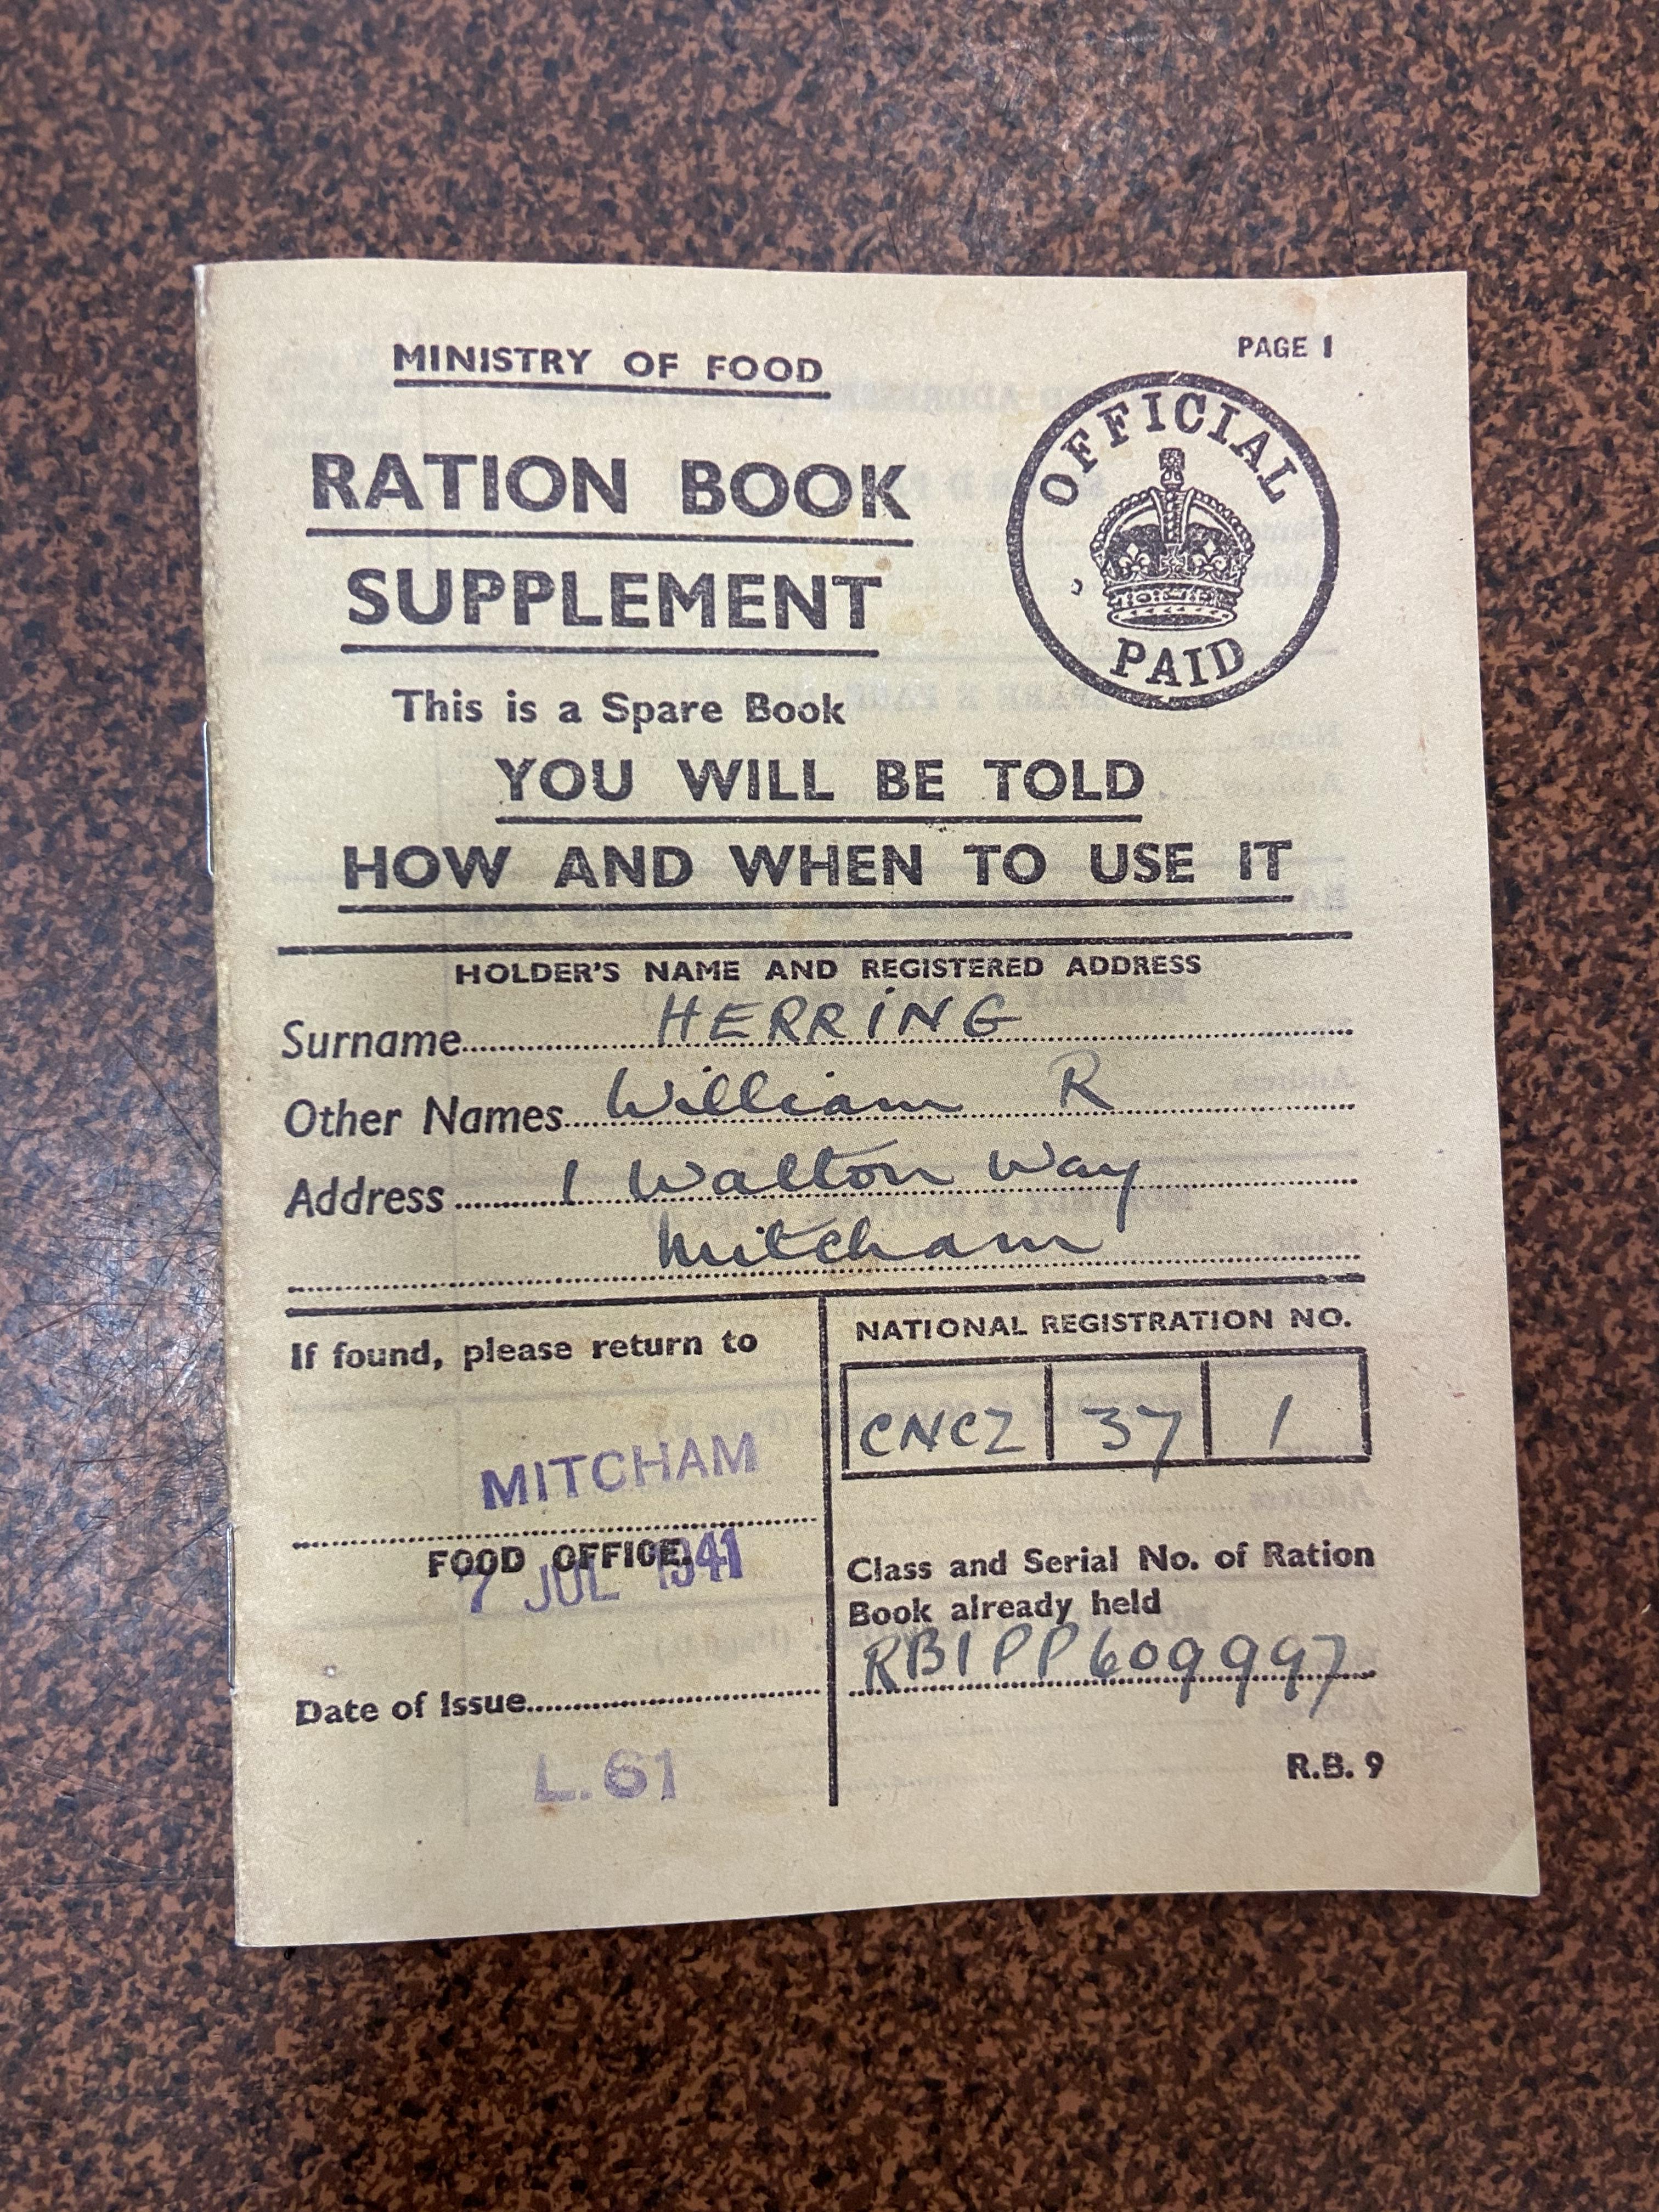 MINISTRY OF FOOD
PAGE 1
RATION BOOK
SUPPLEMENT
OFFICIAL
PAID
This is a Spare Book
YOU WILL BE TOLD
HOW AND WHEN TO USE IT
HOLDER'S NAME AND REGISTERED ADDRESS
Surname HERRING
Other Names William R
Address 1 Walton Way
Mitcham
If found, please return to
MITCHAM
FOOD OFFICE.
7 JUL 1941
Date of Issue
L.61
NATIONAL REGISTRATION NO.
CNCZ 37 1
Class and Serial No. of Ration
Book already held
RB1PP609997
R.B. 9